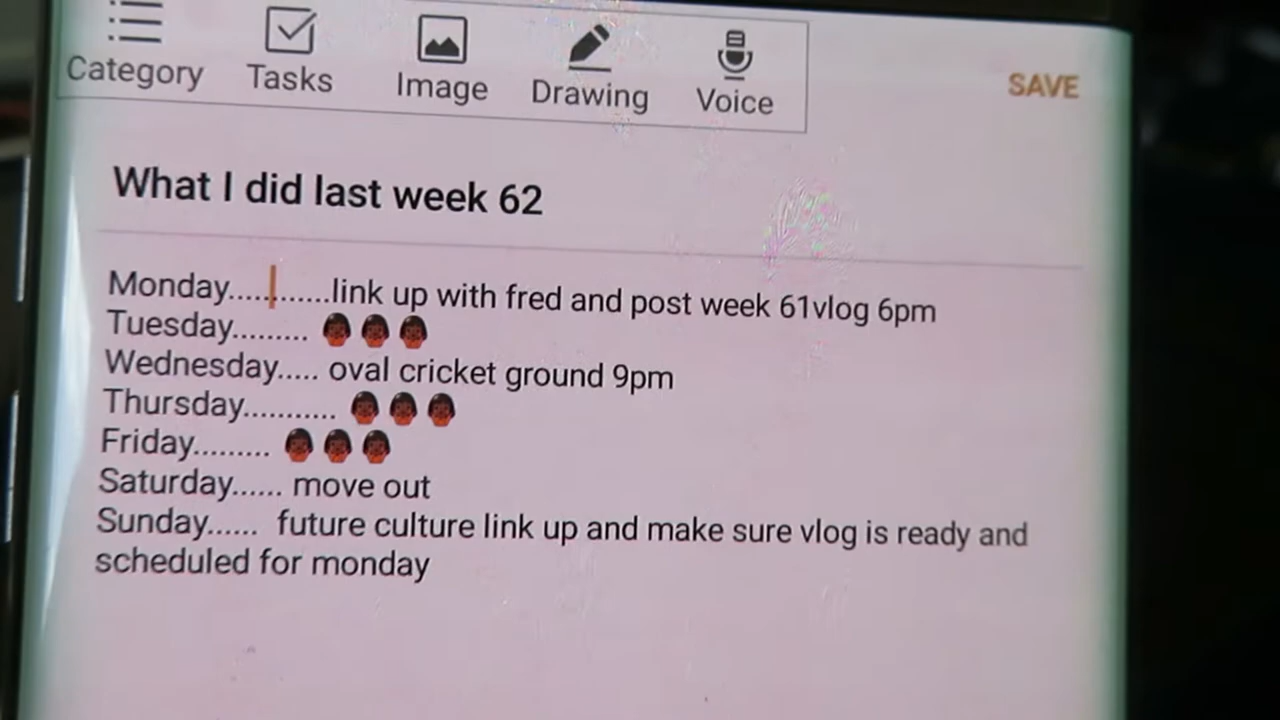 Category Tasks Image Drawing Voice SAVE
What I did last week 62
Monday............link up with fred and post week 61vlog 6pm
Tuesday.........
Wednesday..... oval cricket ground 9pm
Thursday...........
Friday.........
Saturday...... move out
Sunday...... future culture link up and make sure vlog is ready and
scheduled for monday